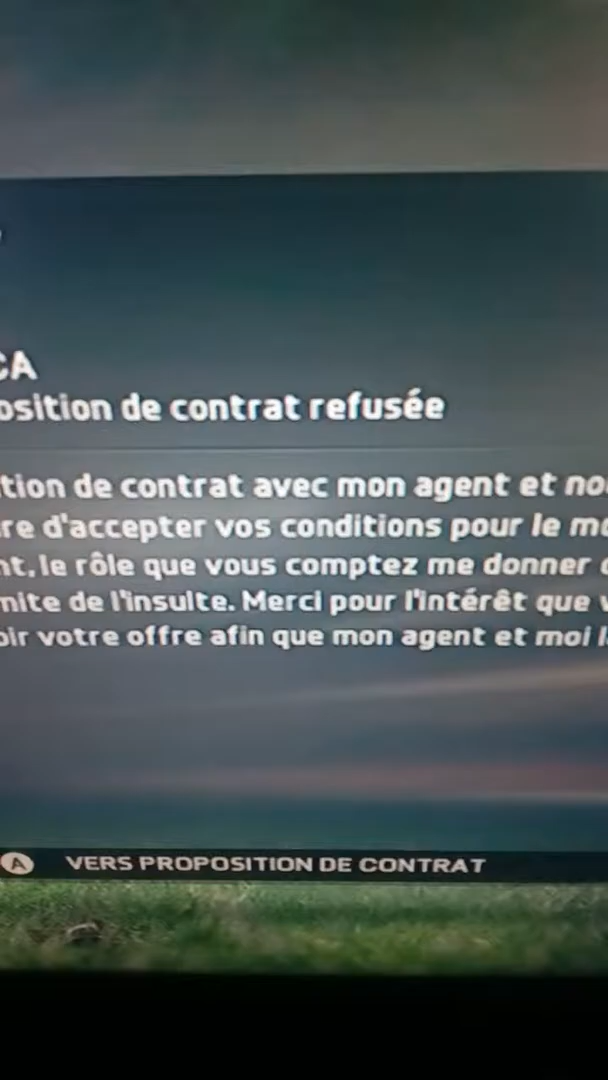 CA
osition de contrat refusée
tion de contrat avec mon agent et no
re d'accepter vos conditions pour le m
nt, le rôle que vous comptez me donner
mite de l'insulte. Merci pour l'intérêt que v
oir votre offre afin que mon agent et moi l
A VERS PROPOSITION DE CONTRAT